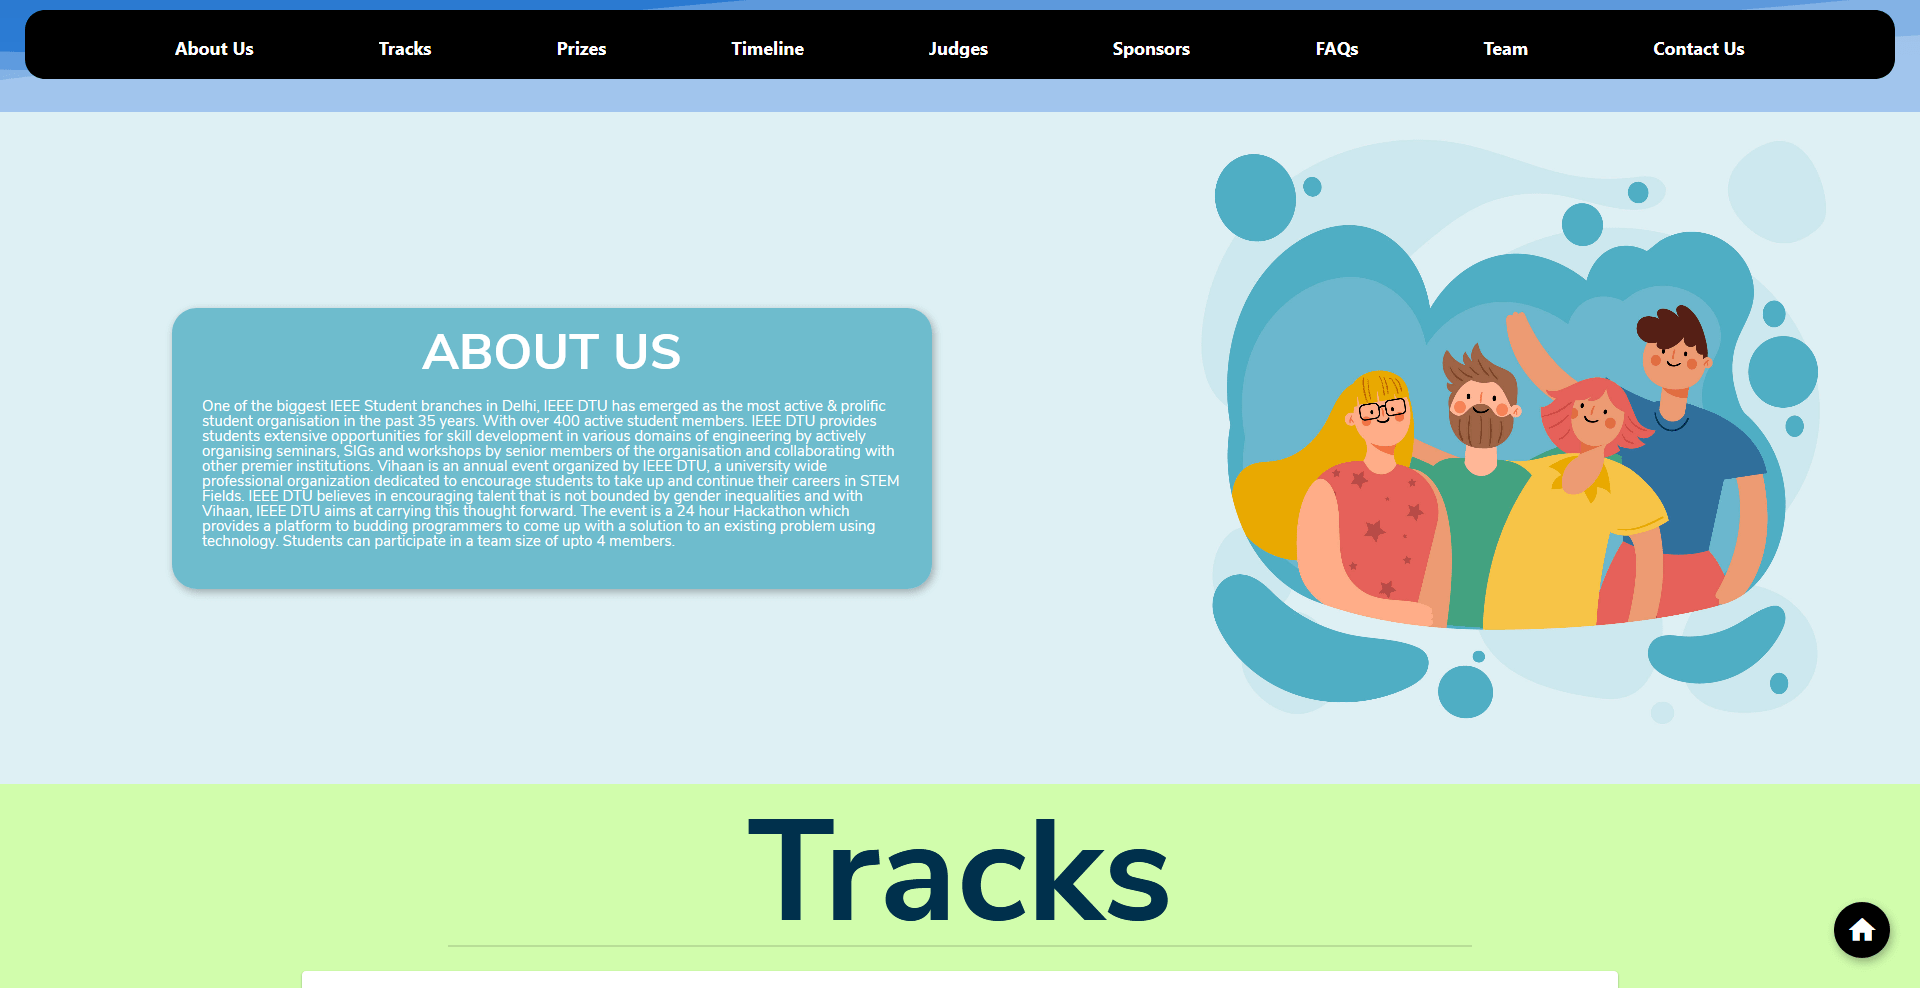 About Us Tracks Prizes Timeline Judges Sponsors FAQs Team Contact Us
ABOUT US
One of the biggest IEEE Student branches in Delhi, IEEE DTU has emerged as the most active & prolific
student organisation in the past 35 years. With over 400 active student members. IEEE DTU provides
students extensive opportunities for skill development in various domains of engineering by actively
organising seminars, SIGs and workshops by senior members of the organisation and collaborating with
other premier institutions. Vihaan is an annual event organized by IEEE DTU, a university wide
professional organization dedicated to encourage students to take up and continue their careers in STEM
Fields. IEEE DTU believes in encouraging talent that is not bounded by gender inequalities and with
Vihaan, IEEE DTU aims at carrying this thought forward. The event is a 24 hour Hackathon which
provides a platform to budding programmers to come up with a solution to an existing problem using
technology. Students can participate in a team size of upto 4 members.
Tracks